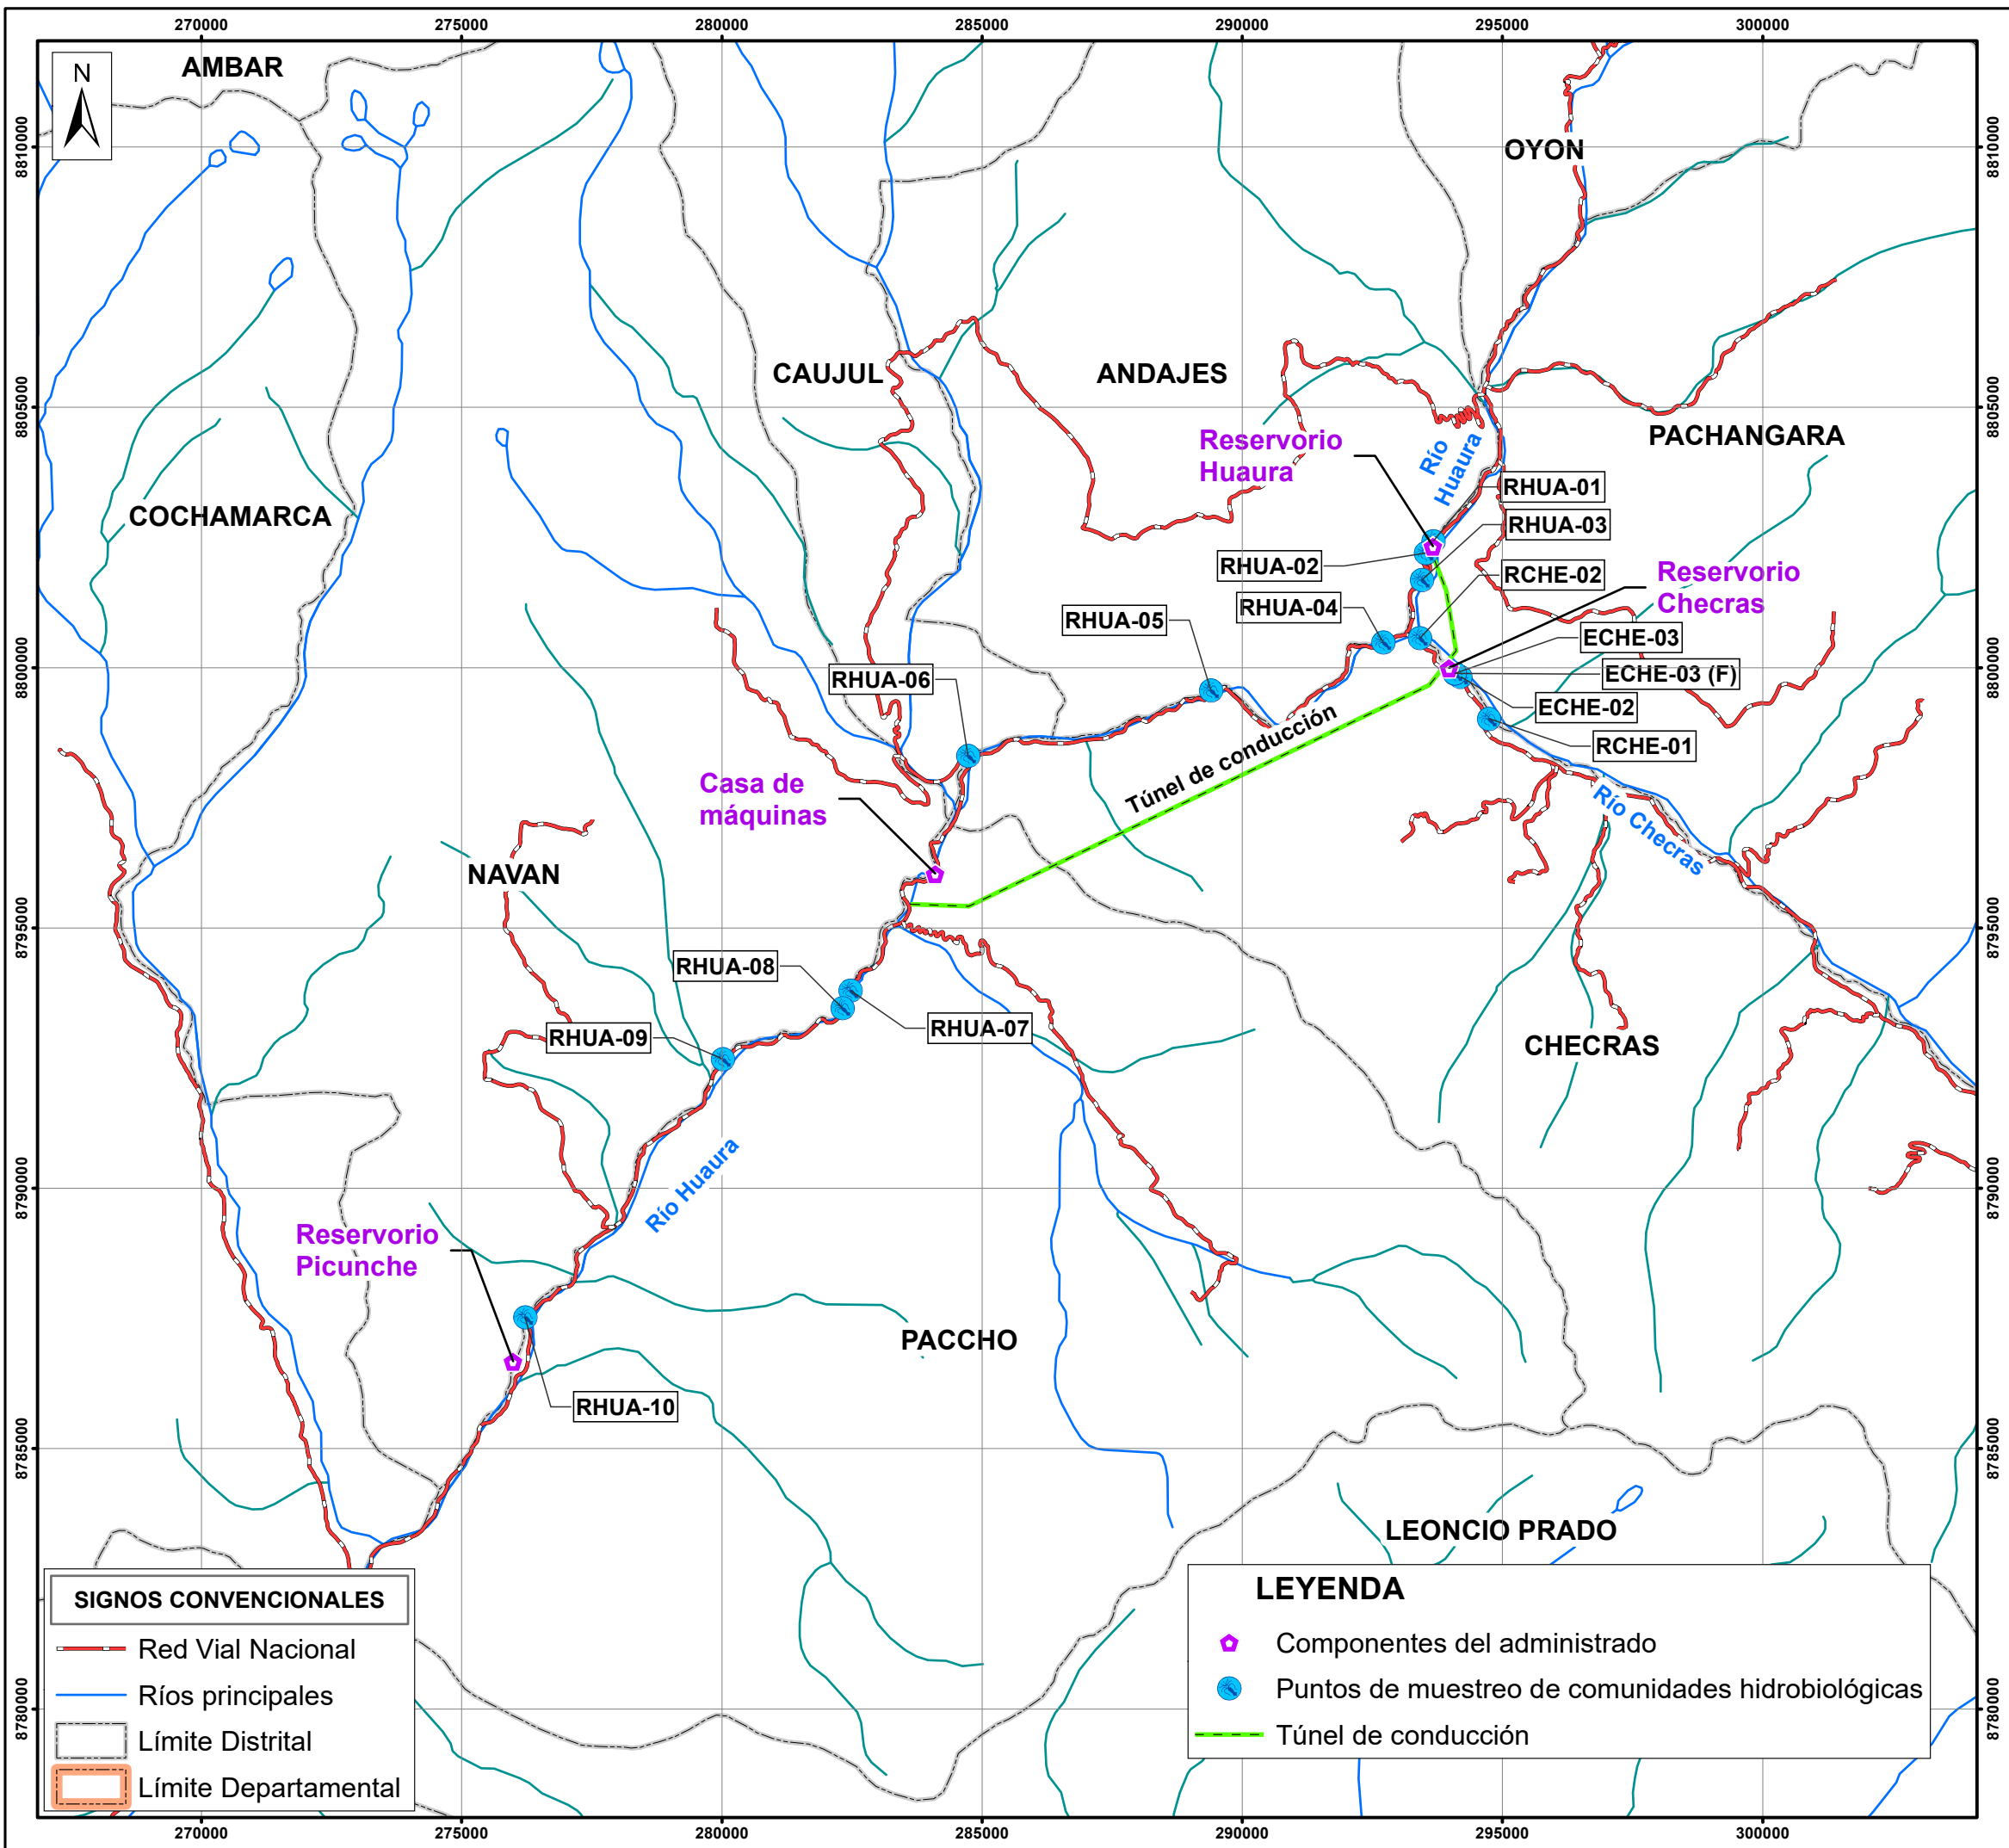 270000 275000 280000 285000 290000 295000 300000
8810000 8805000 8800000 8795000 8790000 8785000 8780000
8810000 8805000 8800000 8795000 8790000 8785000 8780000
N
AMBAR
OYON
CAUJUL
ANDAJES
PACHANGARA
Reservorio
Huaura
Río
Huaura
COCHAMARCA
RHUA-01
RHUA-03
RHUA-02
RCHE-02
Reservorio
Checras
RHUA-04
RHUA-05
ECHE-03
ECHE-03 (F)
RHUA-06
ECHE-02
RCHE-01
Túnel de conducción
Casa de
máquinas
Río Checras
NAVAN
RHUA-08
RHUA-07
RHUA-09
CHECRAS
Río Huaura
Reservorio
Picunche
PACCHO
RHUA-10
LEONCIO PRADO
SIGNOS CONVENCIONALES
Red Vial Nacional
Ríos principales
Límite Distrital
Límite Departamental
LEYENDA
Componentes del administrado
Puntos de muestreo de comunidades hidrobiológicas
Túnel de conducción
270000 275000 280000 285000 290000 295000 300000